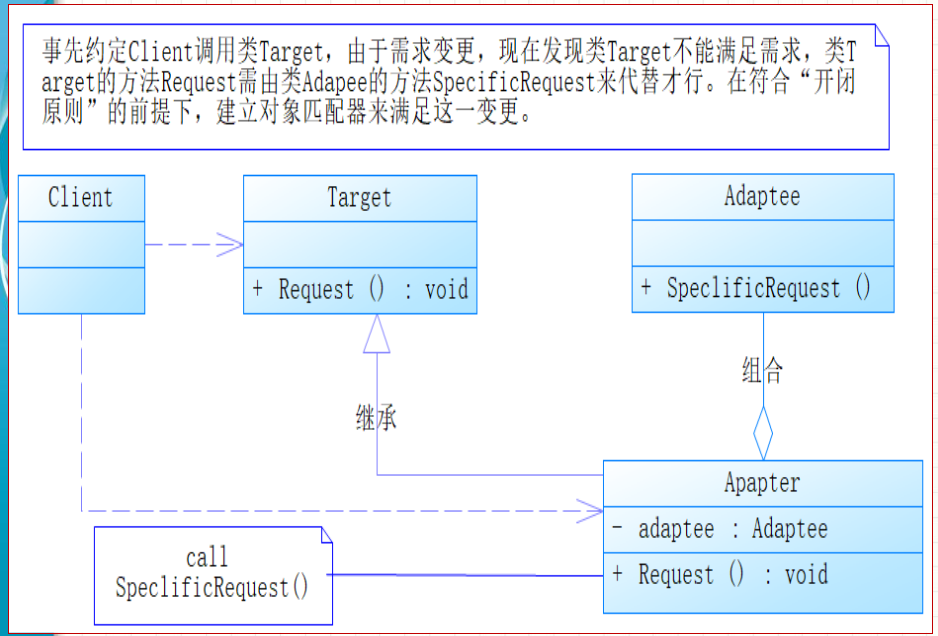 事先约定Client调用类Target，由于需求变更，现在发现类Target不能满足需求，类T
arget的方法Request需由类Adapee的方法SpecificRequest来代替才行。在符合“开闭
原则”的前提下，建立对象匹配器来满足这一变更。
Client
Target
+ Request () : void
Adaptee
+ SpeclificRequest ()
组合
继承
Apapter
- adaptee : Adaptee
+ Request () : void
call
SpeclificRequest()